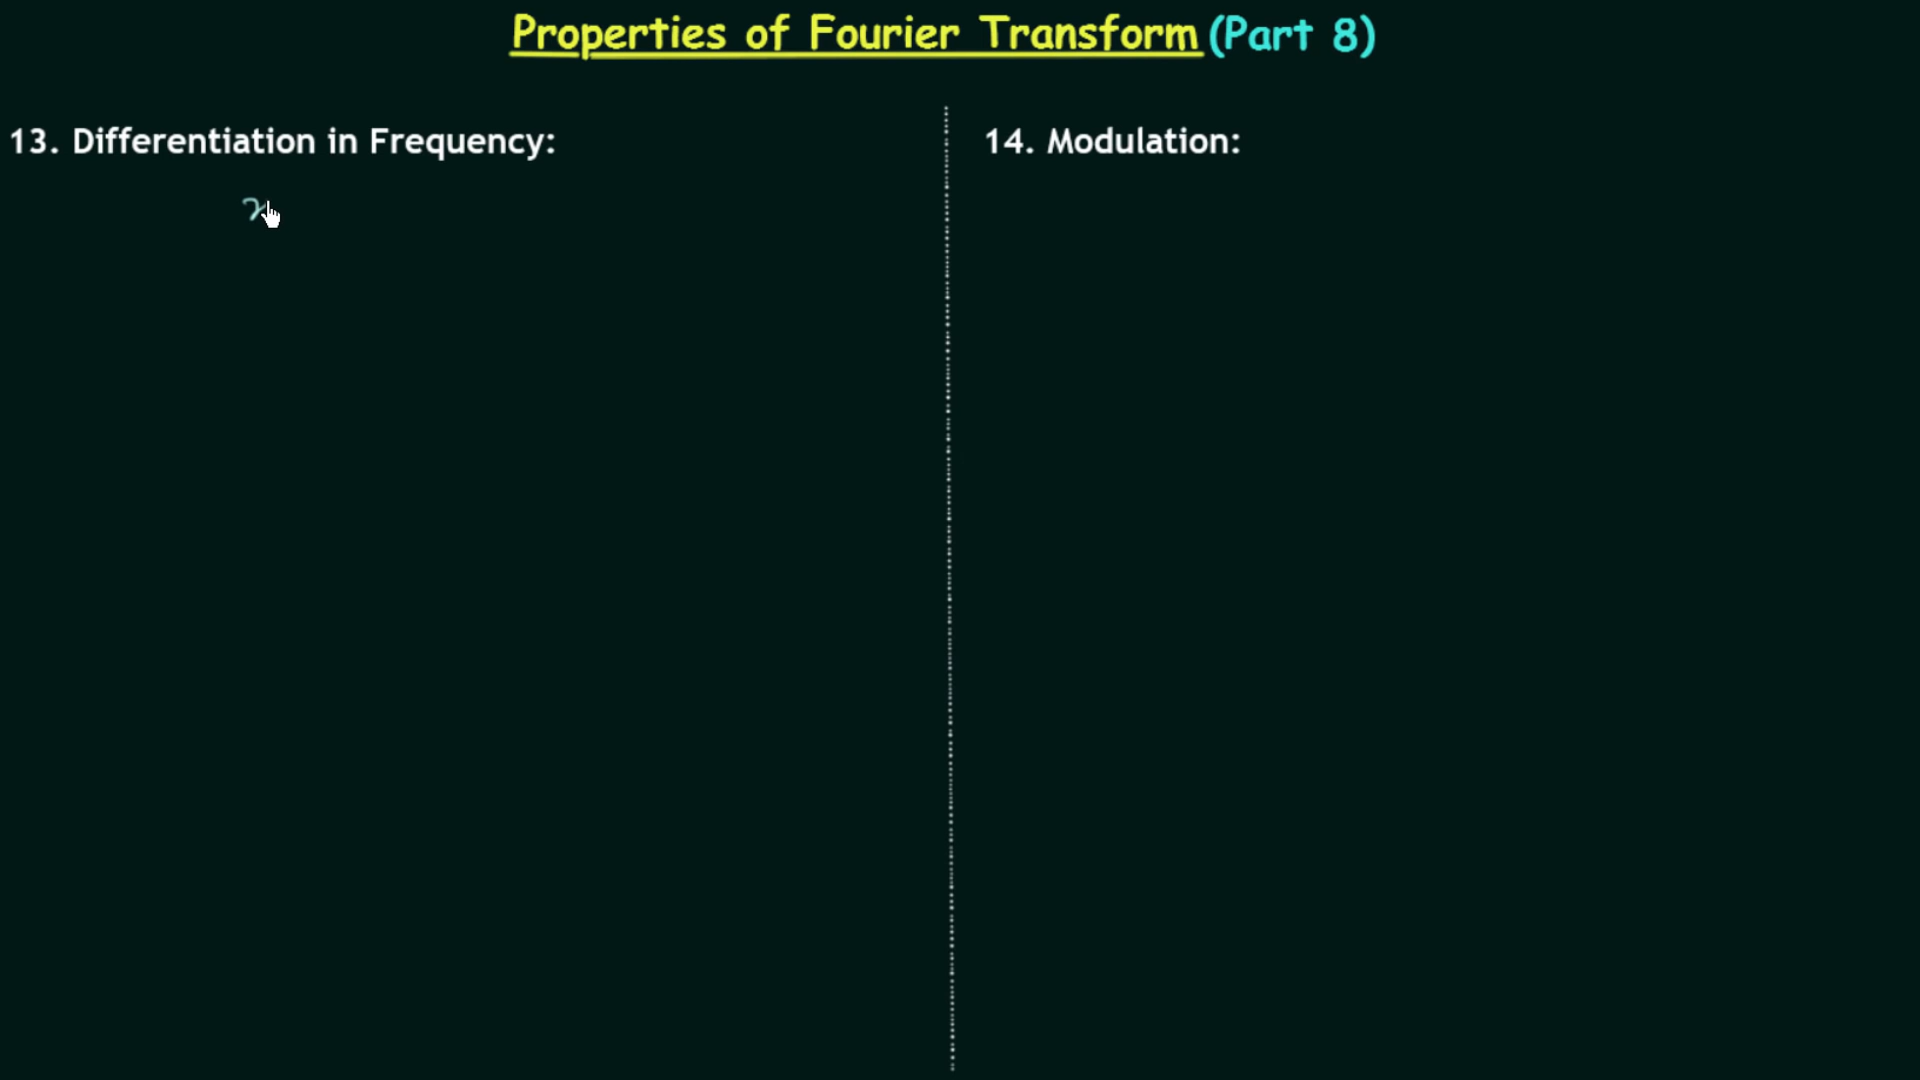 Properties of Fourier Transform (Part 8)
13. Differentiation in Frequency:
14. Modulation: